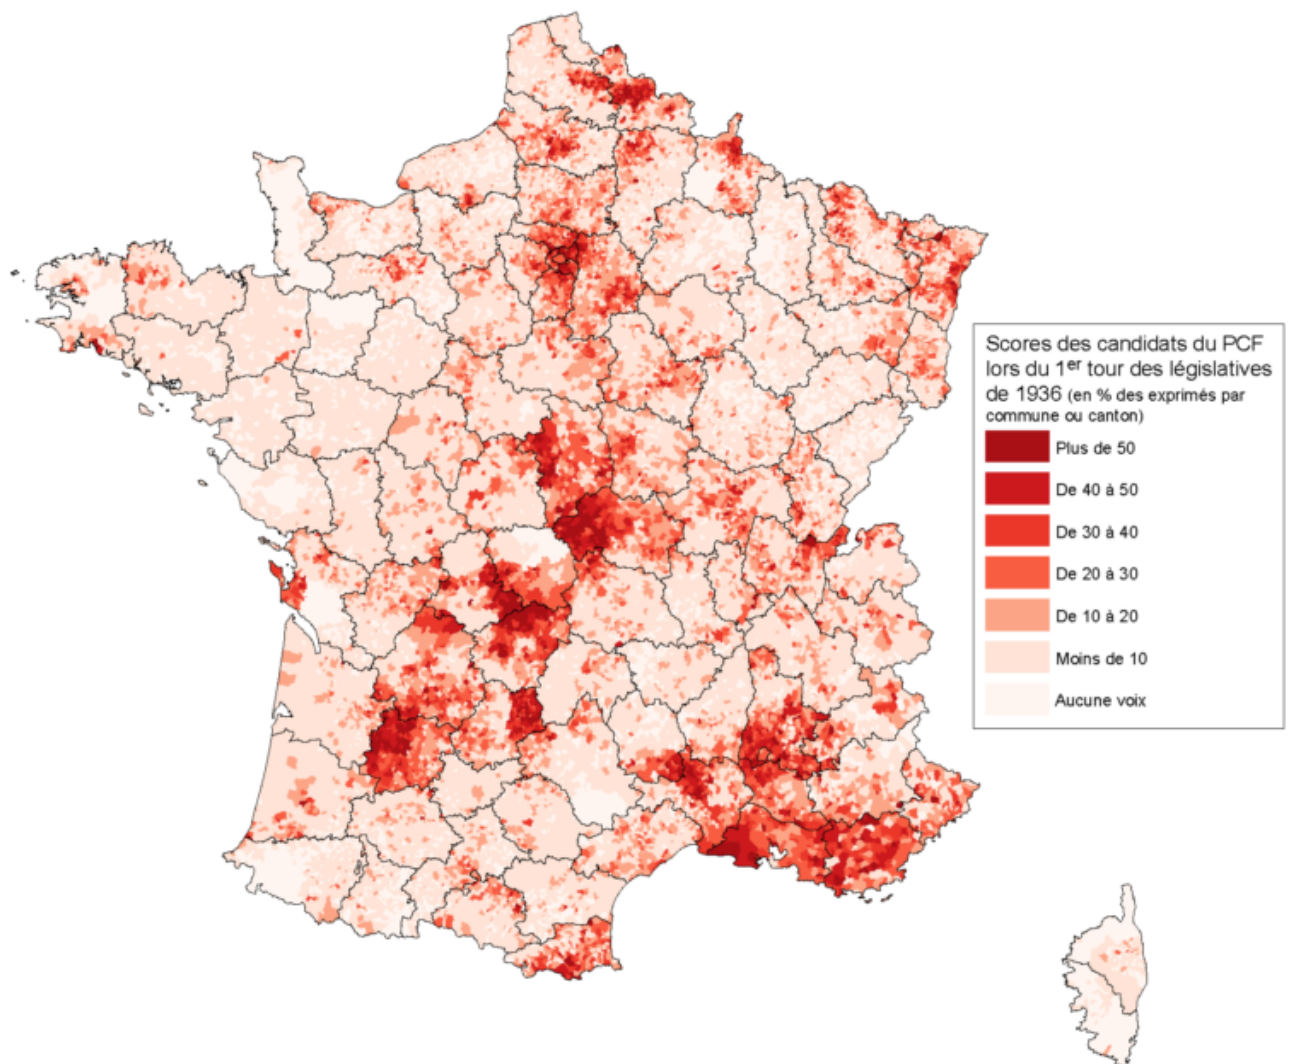 Scores des candidats du PCF
lors du 1er tour des législatives
de 1936 (en % des exprimés par
commune ou canton)
Plus de 50
De 40 à 50
De 30 à 40
De 20 à 30
De 10 à 20
Moins de 10
Aucune voix